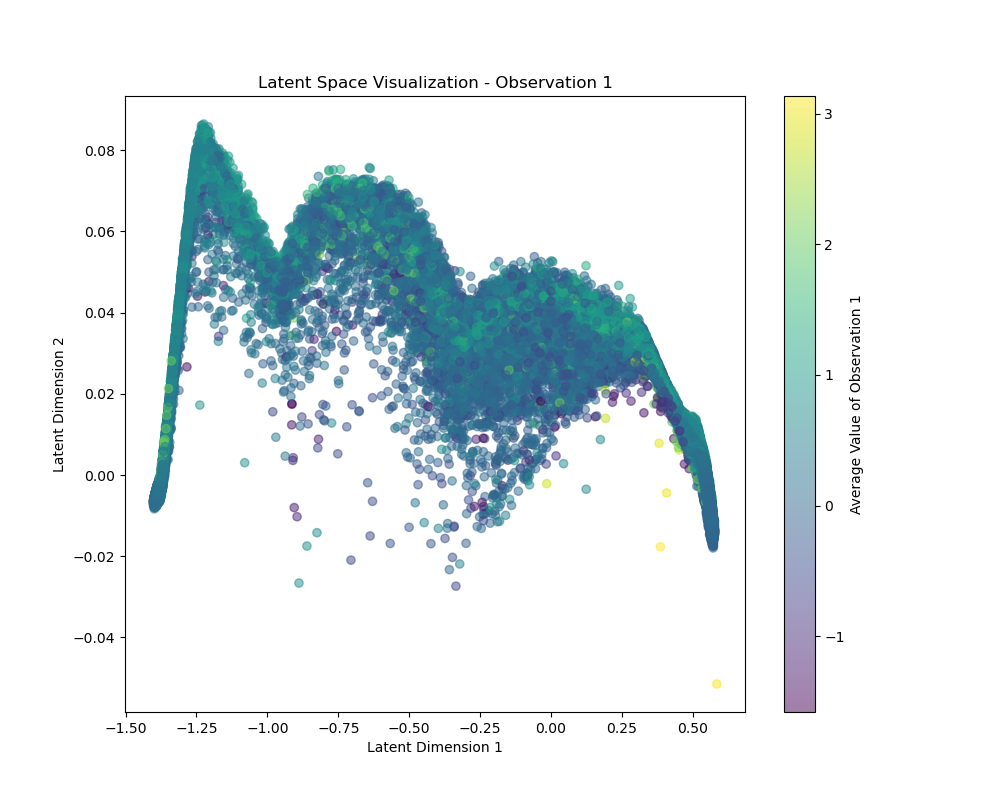 Latent Space Visualization - Observation 1
0.08
0.06
0.04
0.02
0.00
−0.02
−0.04
Latent Dimension 2
−1.50 −1.25 −1.00 −0.75 −0.50 −0.25 0.00 0.25 0.50
Latent Dimension 1
3
2
1
0
−1
Average Value of Observation 1